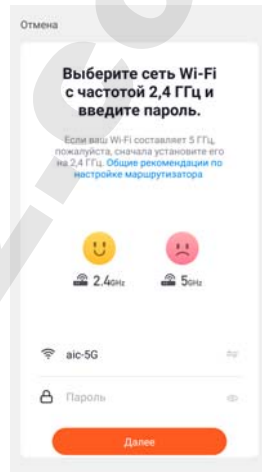 Отмена
Выберите сеть Wi-Fi
с частотой 2,4 ГГц и
введите пароль.
Если ваш Wi-Fi составляет 5 ГГц,
пожалуйста, сначала установите его
на 2,4 ГГц. Общие рекомендации по
настройке маршрутизатора
2.4GHz 5GHz
aic-5G
Пароль
Далее